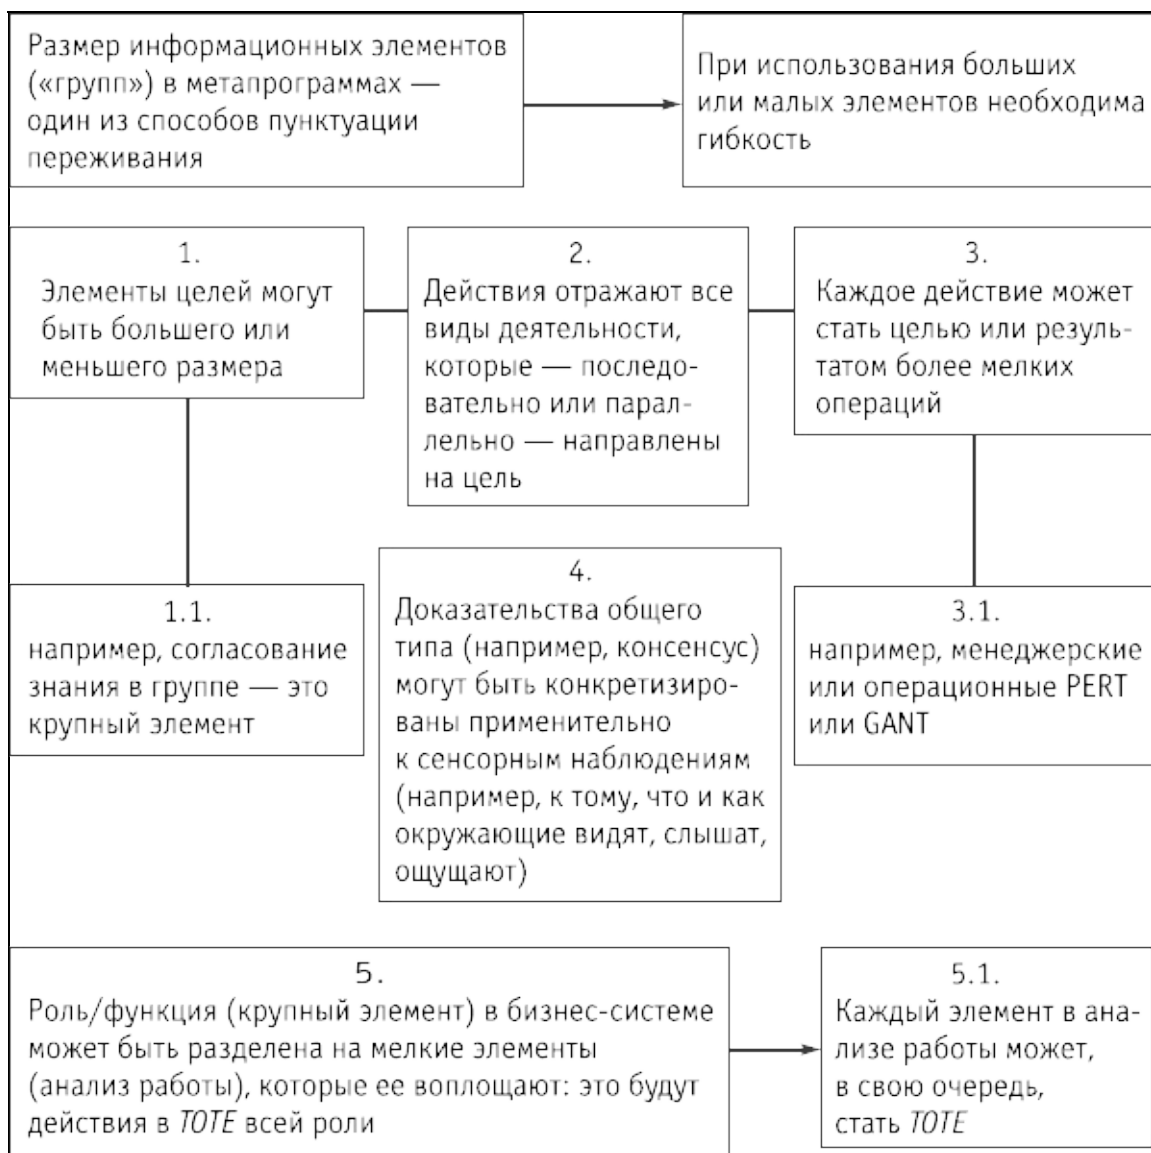 Размер информационных элементов
(«групп») в метапрограммах —
один из способов пунктуации
переживания
При использования больших
или малых элементов необходима
гибкость
1.
Элементы целей могут
быть большего или
меньшего размера
2.
Действия отражают все
виды деятельности,
которые — последо-
вательно или парал-
лельно — направлены
на цель
3.
Каждое действие может
стать целью или резуль-
татом более мелких
операций
1.1.
например, согласование
знания в группе — это
крупный элемент
4.
Доказательства общего
типа (например, консенсус)
могут быть конкретизиро-
ваны применительно
к сенсорным наблюдениям
(например, к тому, что и как
окружающие видят, слышат,
ощущают)
3.1.
например, менеджерские
или операционные PERT
или GANT
5.
Роль/функция (крупный элемент) в бизнес-системе
может быть разделена на мелкие элементы
(анализ работы), которые ее воплощают: это будут
действия в TOTE всей роли
5.1.
Каждый элемент в ана-
лизе работы может,
в свою очередь,
стать TOTE